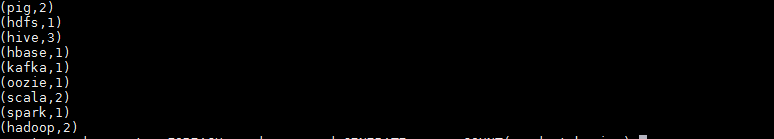 (pig,2)
(hdfs,1)
(hive,3)
(hbase,1)
(kafka,1)
(oozie,1)
(scala,2)
(spark,1)
(hadoop,2)